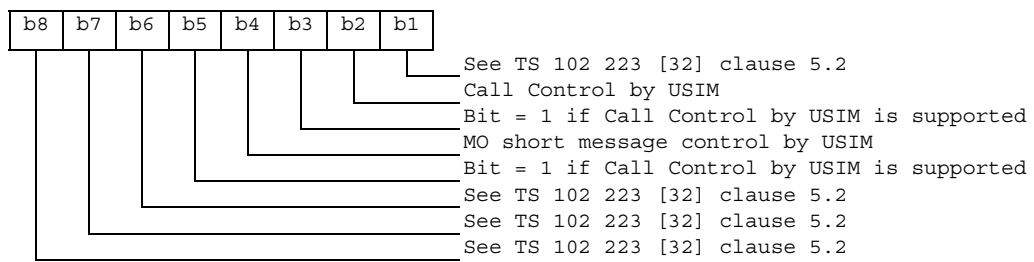 b8 b7 b6 b5 b4 b3 b2 b1
See TS 102 223 [32] clause 5.2
Call Control by USIM
Bit = 1 if Call Control by USIM is supported
MO short message control by USIM
Bit = 1 if Call Control by USIM is supported
See TS 102 223 [32] clause 5.2
See TS 102 223 [32] clause 5.2
See TS 102 223 [32] clause 5.2